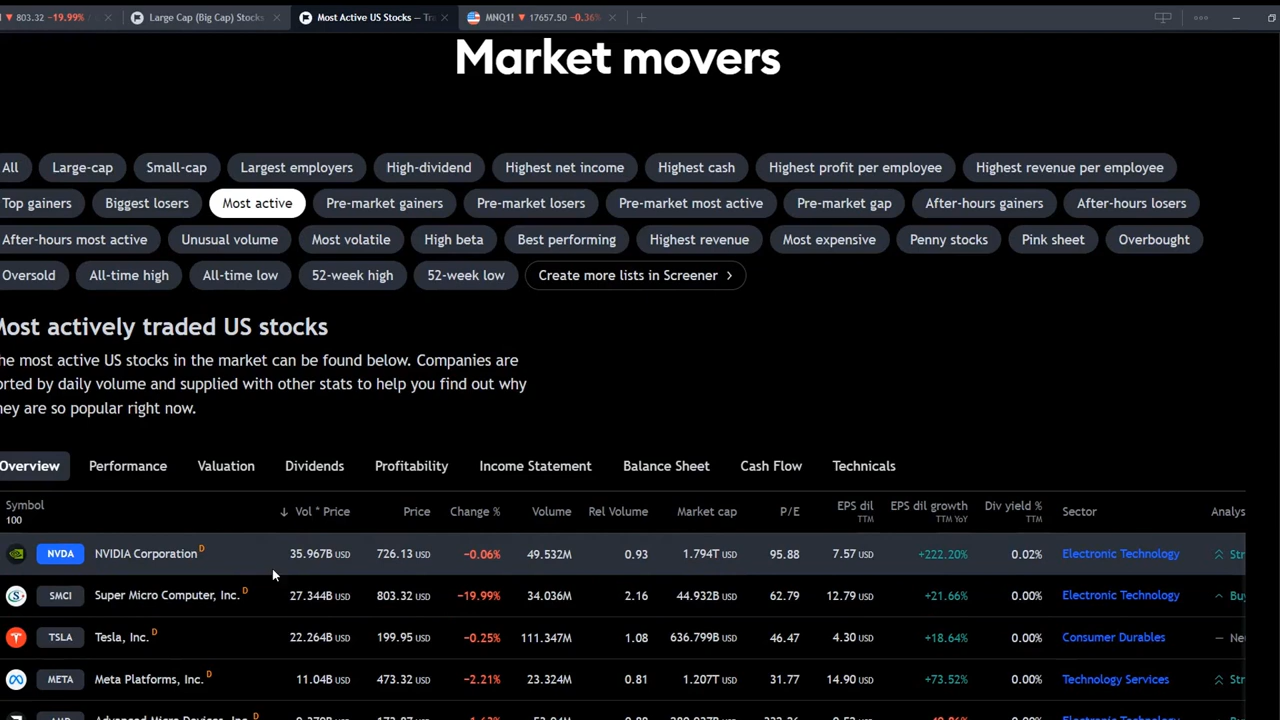 803.32 −19.99%
Large Cap (Big Cap) Stocks
Most Active US Stocks — Tra
MNQ1! ▼ 17657.50 −0.36%
Market movers
All Large-cap Small-cap Largest employers High-dividend Highest net income Highest cash Highest profit per employee Highest revenue per employee
Top gainers Biggest losers Most active Pre-market gainers Pre-market losers Pre-market most active Pre-market gap After-hours gainers After-hours losers
After-hours most active Unusual volume Most volatile High beta Best performing Highest revenue Most expensive Penny stocks Pink sheet Overbought
Oversold All-time high All-time low 52-week high 52-week low Create more lists in Screener
Most actively traded US stocks
he most active US stocks in the market can be found below. Companies are
orted by daily volume and supplied with other stats to help you find out why
hey are so popular right now.
Overview Performance Valuation Dividends Profitability Income Statement Balance Sheet Cash Flow Technicals
Symbol ↓ Vol * Price Price Change % Volume Rel Volume Market cap P/E EPS dil EPS dil growth Div yield % Sector Analys
100 TTM TTM YoY TTM
NVDA NVIDIA Corporation D 35.967B USD 726.13 USD −0.06% 49.532M 0.93 1.794T USD 95.88 7.57 USD +222.20% 0.02% Electronic Technology Str
SMCI Super Micro Computer, Inc. D 27.344B USD 803.32 USD −19.99% 34.036M 2.16 44.932B USD 62.79 12.79 USD +21.66% 0.00% Electronic Technology Buy
TSLA Tesla, Inc. D 22.264B USD 199.95 USD −0.25% 111.347M 1.08 636.799B USD 46.47 4.30 USD +18.64% 0.00% Consumer Durables Ne
META Meta Platforms, Inc. D 11.04B USD 473.32 USD −2.21% 23.324M 0.81 1.207T USD 31.77 14.90 USD +73.52% 0.00% Technology Services Str
Advanced Micro Devices, Inc. D